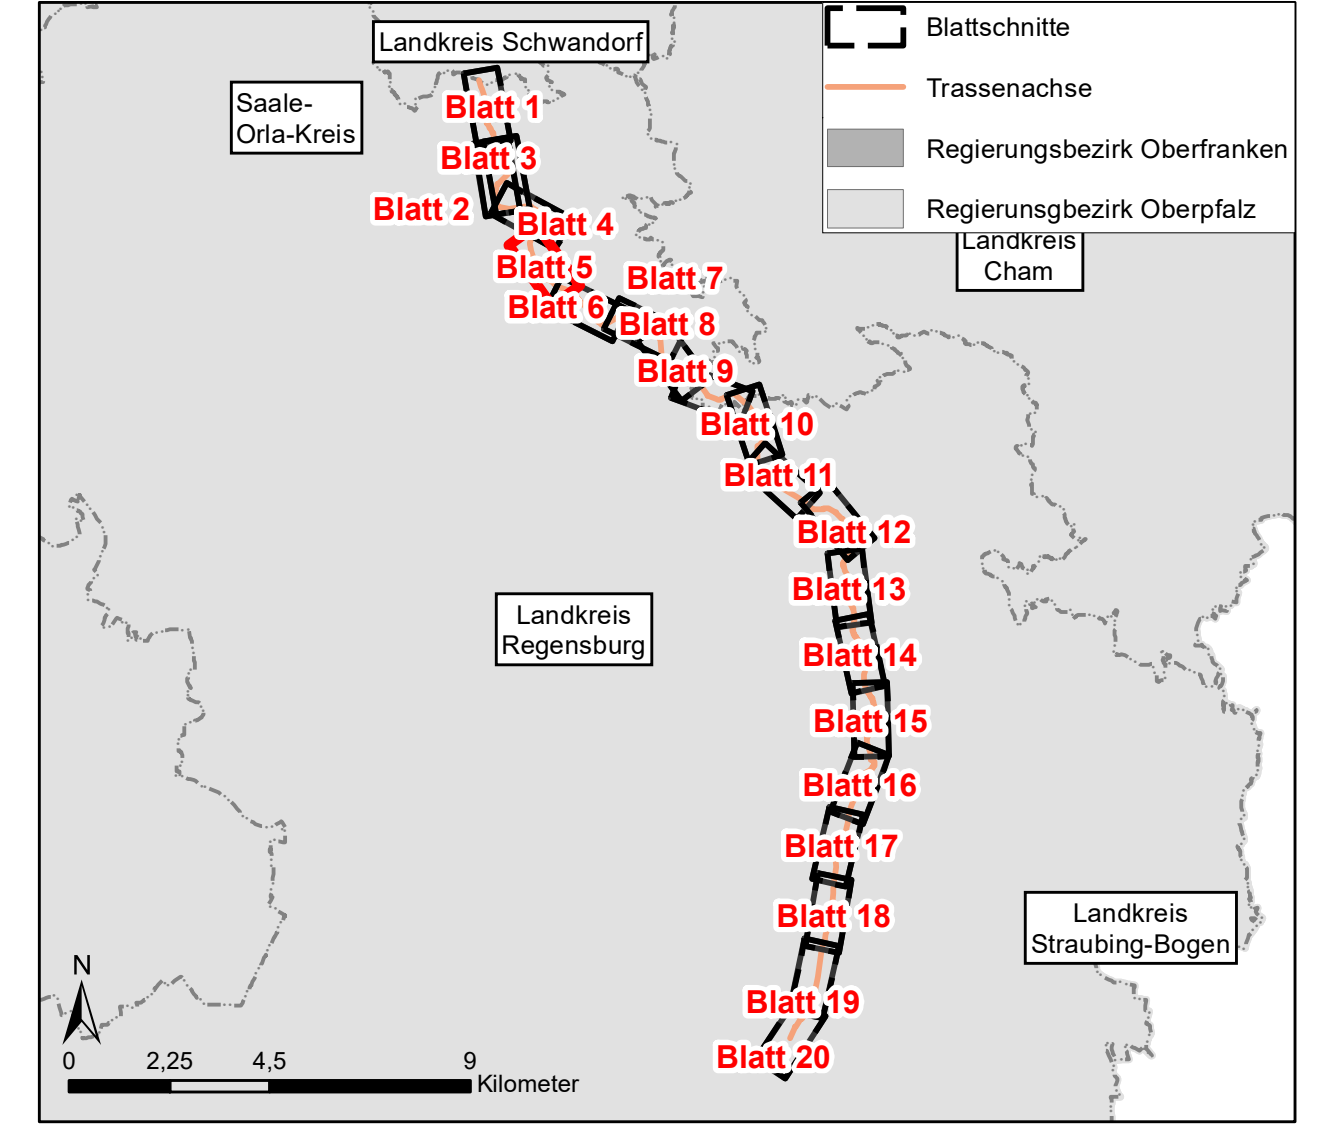 Landkreis Schwandorf
Saale-
Orla-Kreis
Blattschnitte
Trassenachse
Regierungsbezirk Oberfranken
Regierunsgbezirk Oberpfalz
Landkreis
Cham
Blatt 1
Blatt 3
Blatt 2
Blatt 4
Blatt 5
Blatt 7
Blatt 6
Blatt 8
Blatt 9
Blatt 10
Blatt 11
Blatt 12
Blatt 13
Landkreis
Regensburg
Blatt 14
Blatt 15
Blatt 16
Blatt 17
Blatt 18
Landkreis
Straubing-Bogen
Blatt 19
Blatt 20
N
0 2,25 4,5 9
Kilometer